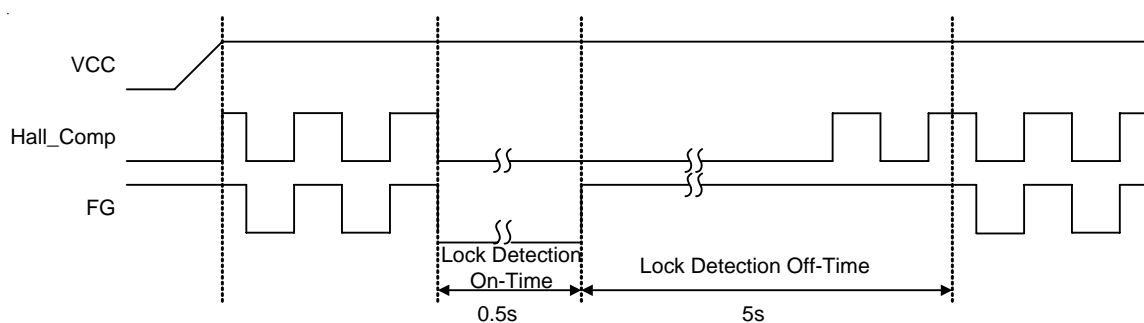 VCC
Hall_Comp
FG
Lock Detection
On-Time
Lock Detection Off-Time
0.5s
5s